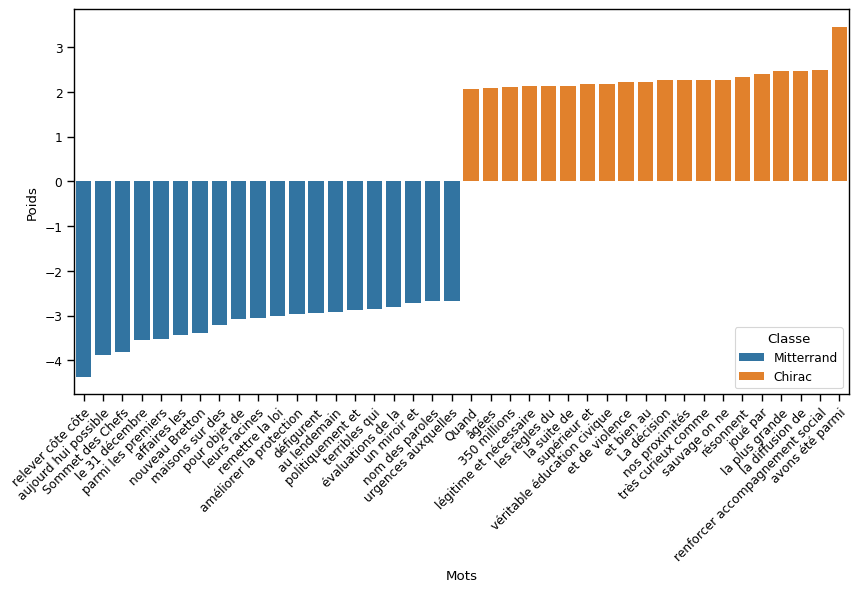 3
2
1
0
−1
−2
−3
−4
Poids
Classe
Mitterrand
Chirac
relever côte côte
aujourd hui possible
Sommet des Chefs
le 31 décembre
parmi les premiers
affaires les
nouveau Bretton
maisons sur des
pour objet de
leurs racines
remettre la loi
améliorer la protection
défigurent
au lendemain
politiquement et
terribles qui
évaluations de la
un miroir et
nom des paroles
urgences auxquelles
Quand
âgées
350 millions
légitime et nécessaire
les règles du
la suite de
supérieur et
véritable éducation civique
et de violence
et bien au
La décision
nos proximités
très curieux comme
sauvage on ne
résonnent
joué par
la plus grande
la diffusion de
renforcer accompagnement social
avons été parmi
Mots